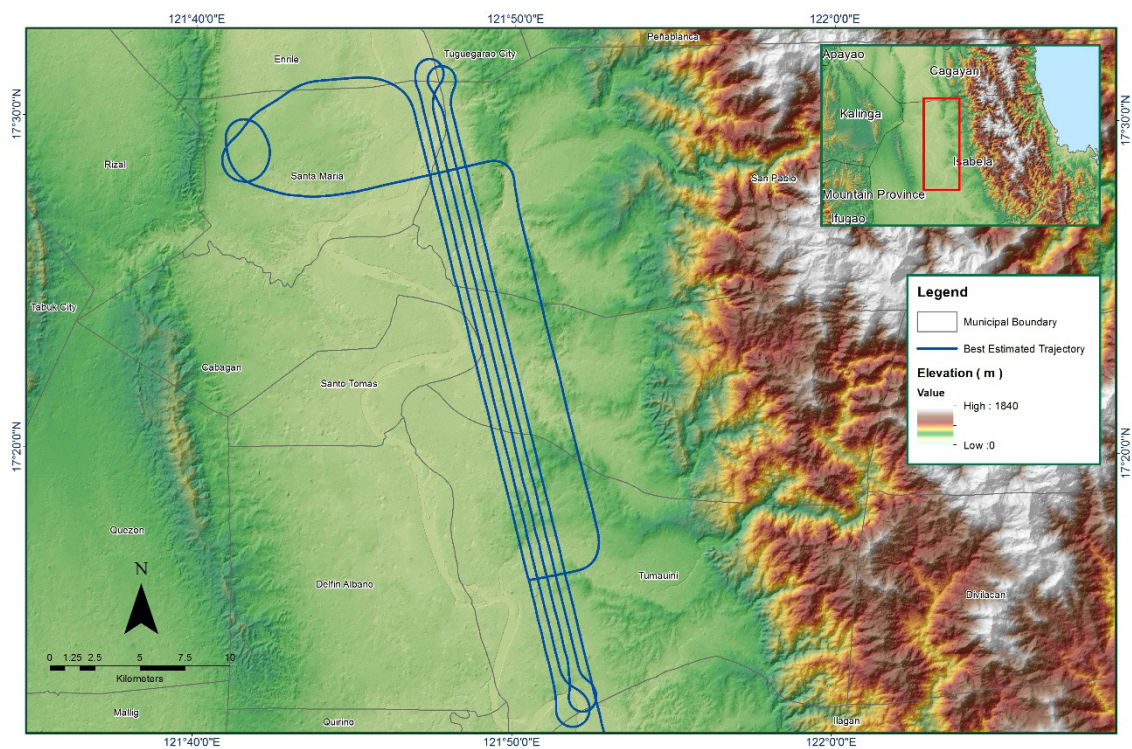 121°40'0"E
121°50'0"E
122°0'0"E
Enrile
Tuguegarao City
Peñablanca
Apayao
Cagayan
17°30'0"N
17°30'0"N
Kalinga
Rizal
Santa Maria
San Pablo
Isabela
Mountain Province
Ifugao
Tabuk City
Legend
Municipal Boundary
Best Estimated Trajectory
Cabagan
Santo Tomas
Elevation ( m )
Value
High : 1840
Low :0
17°20'0"N
17°20'0"N
Quezon
N
Delfin Albano
Tumauini
Divilacan
0 1.25 2.5 5 7.5 10
Kilometers
Mallig
Quirino
Ilagan
121°40'0"E
121°50'0"E
122°0'0"E